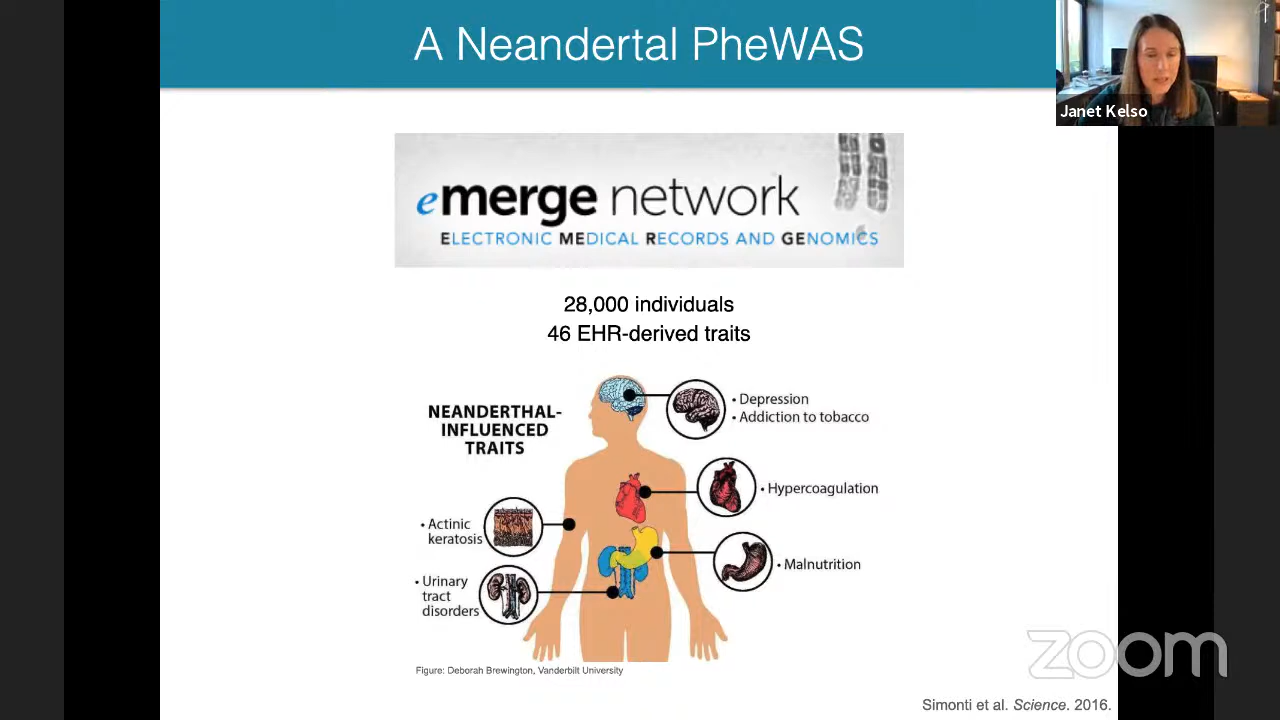 A Neandertal PheWAS
Janet Kelso
emerge network
ELECTRONIC MEDICAL RECORDS AND GENOMICS
28,000 individuals
46 EHR-derived traits
NEANDERTHAL-
INFLUENCED
TRAITS
• Depression
• Addiction to tobacco
• Hypercoagulation
• Actinic
keratosis
• Malnutrition
• Urinary
tract
disorders
Figure: Deborah Brewington, Vanderbilt University
zoom
Simonti et al. Science. 2016.